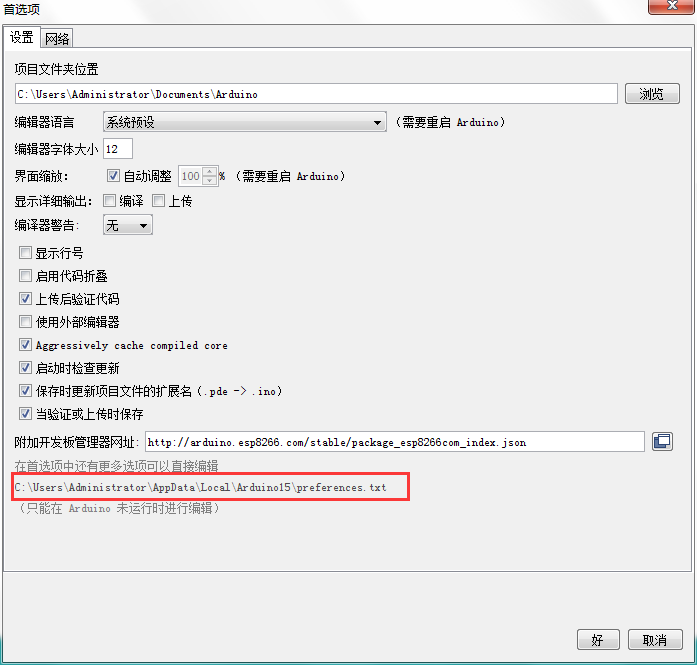 首选项
设置 网络
项目文件夹位置
C:\Users\Administrator\Documents\Arduino 浏览
编辑器语言 系统预设 (需要重启 Arduino)
编辑器字体大小 12
界面缩放: 自动调整 100 % (需要重启 Arduino)
显示详细输出: 编译 上传
编译器警告: 无
显示行号
启用代码折叠
上传后验证代码
使用外部编辑器
Aggressively cache compiled core
启动时检查更新
保存时更新项目文件的扩展名 (.pde -> .ino)
当验证或上传时保存
附加开发板管理器网址: http://arduino.esp8266.com/stable/package_esp8266com_index.json
在首选项中还有更多选项可以直接编辑
C:\Users\Administrator\AppData\Local\Arduino15\preferences.txt
(只能在 Arduino 未运行时进行编辑)
好 取消